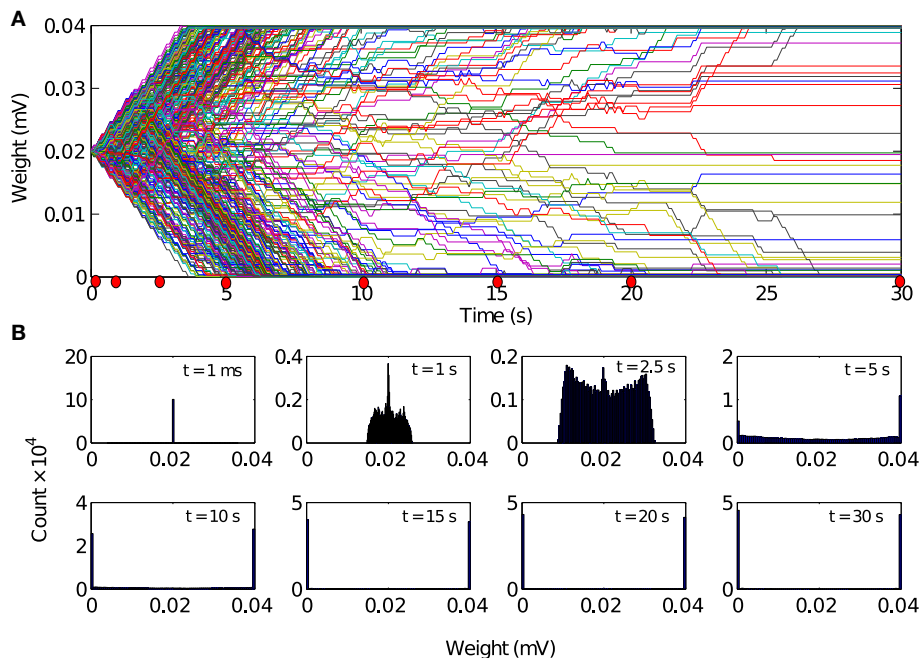 A
Weight (mV)
0.04
0.03
0.02
0.01
0
0 5 10 15 20 25 30
Time (s)
B
Count × 10⁴
20
10
0
t = 1 ms
0 0.02 0.04
0.4
0.2
0
t = 1 s
0 0.02 0.04
0.2
0.1
0
t = 2.5 s
0 0.02 0.04
2
1
0
t = 5 s
0 0.02 0.04
4
2
0
t = 10 s
0 0.02 0.04
5
0
t = 15 s
0 0.02 0.04
5
0
t = 20 s
0 0.02 0.04
5
0
t = 30 s
0 0.02 0.04
Weight (mV)